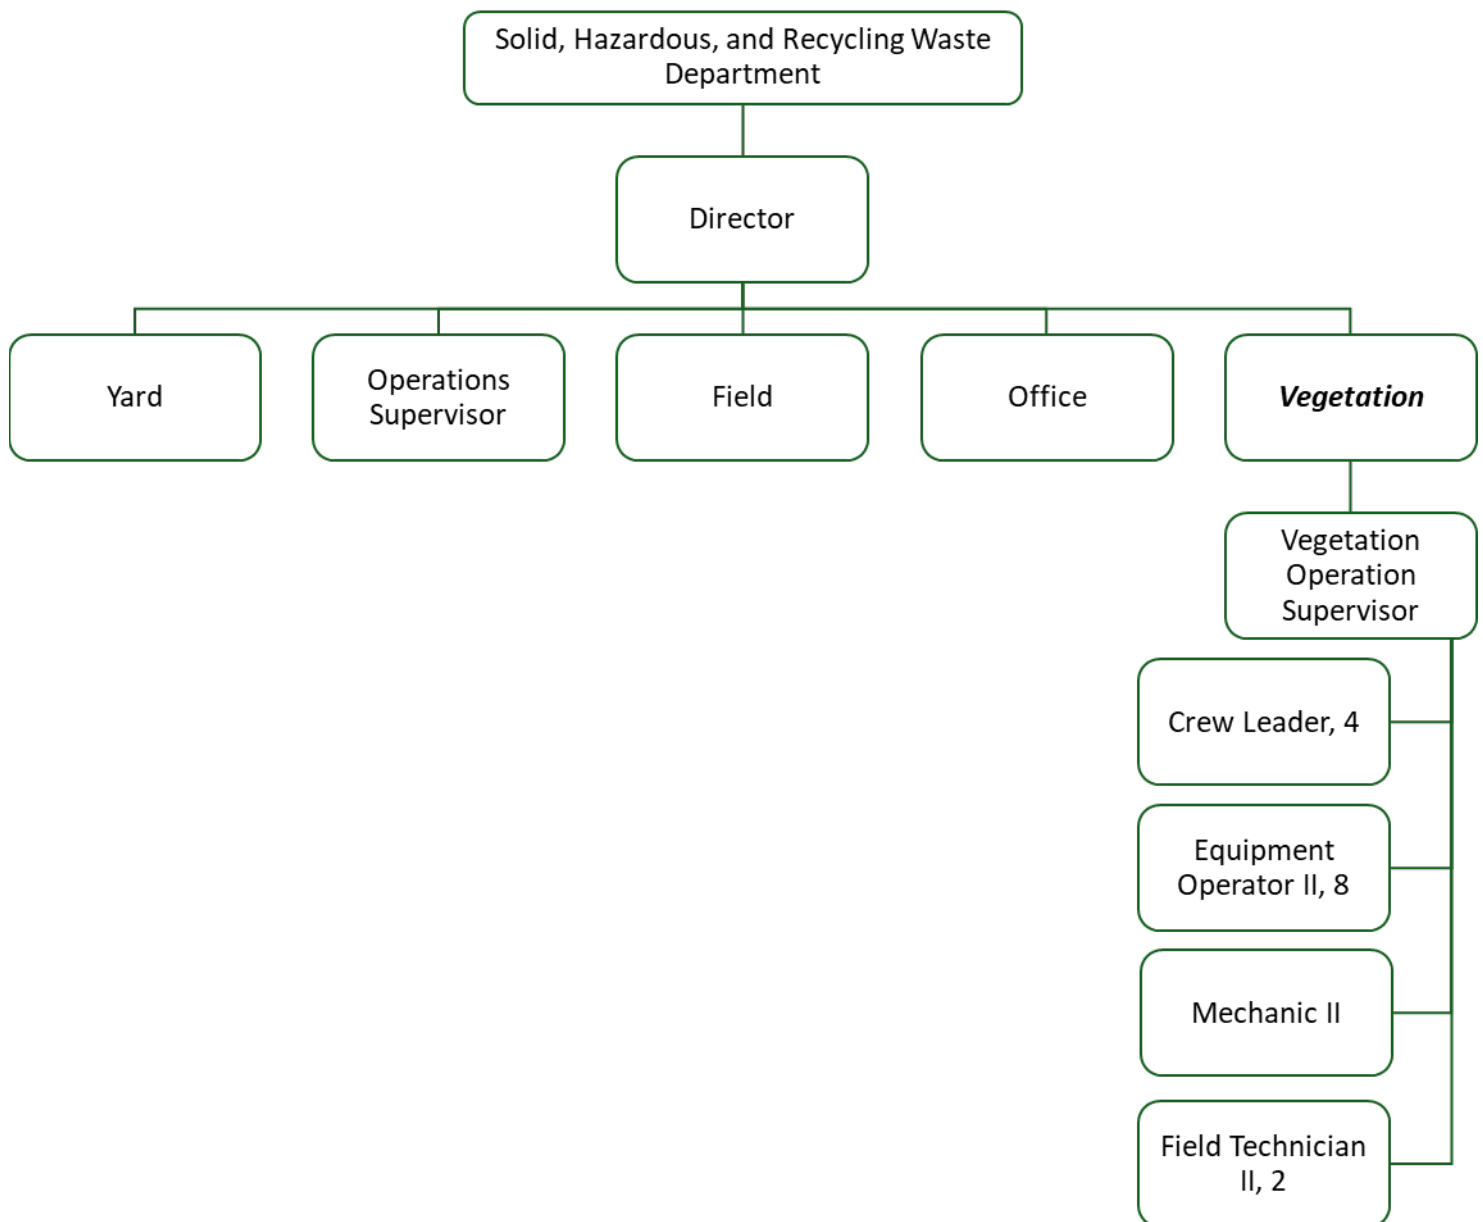 Solid, Hazardous, and Recycling Waste
Department
Director
Yard
Operations
Supervisor
Field
Office
Vegetation
Vegetation
Operation
Supervisor
Crew Leader, 4
Equipment
Operator II, 8
Mechanic II
Field Technician
II, 2